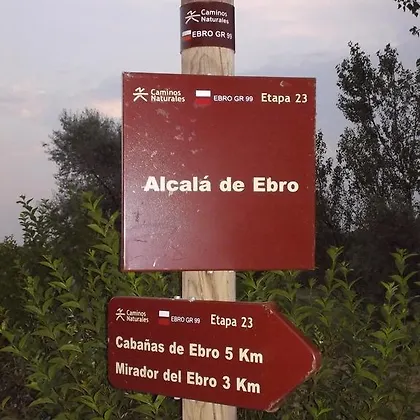 Caminos
Naturales
EBRO GR 99
Caminos
Naturales
EBRO GR 99 Etapa 23
Alcalá de Ebro
Caminos
Naturales
EBRO GR 99 Etapa 23
Cabañas de Ebro 5 Km
Mirador del Ebro 3 Km